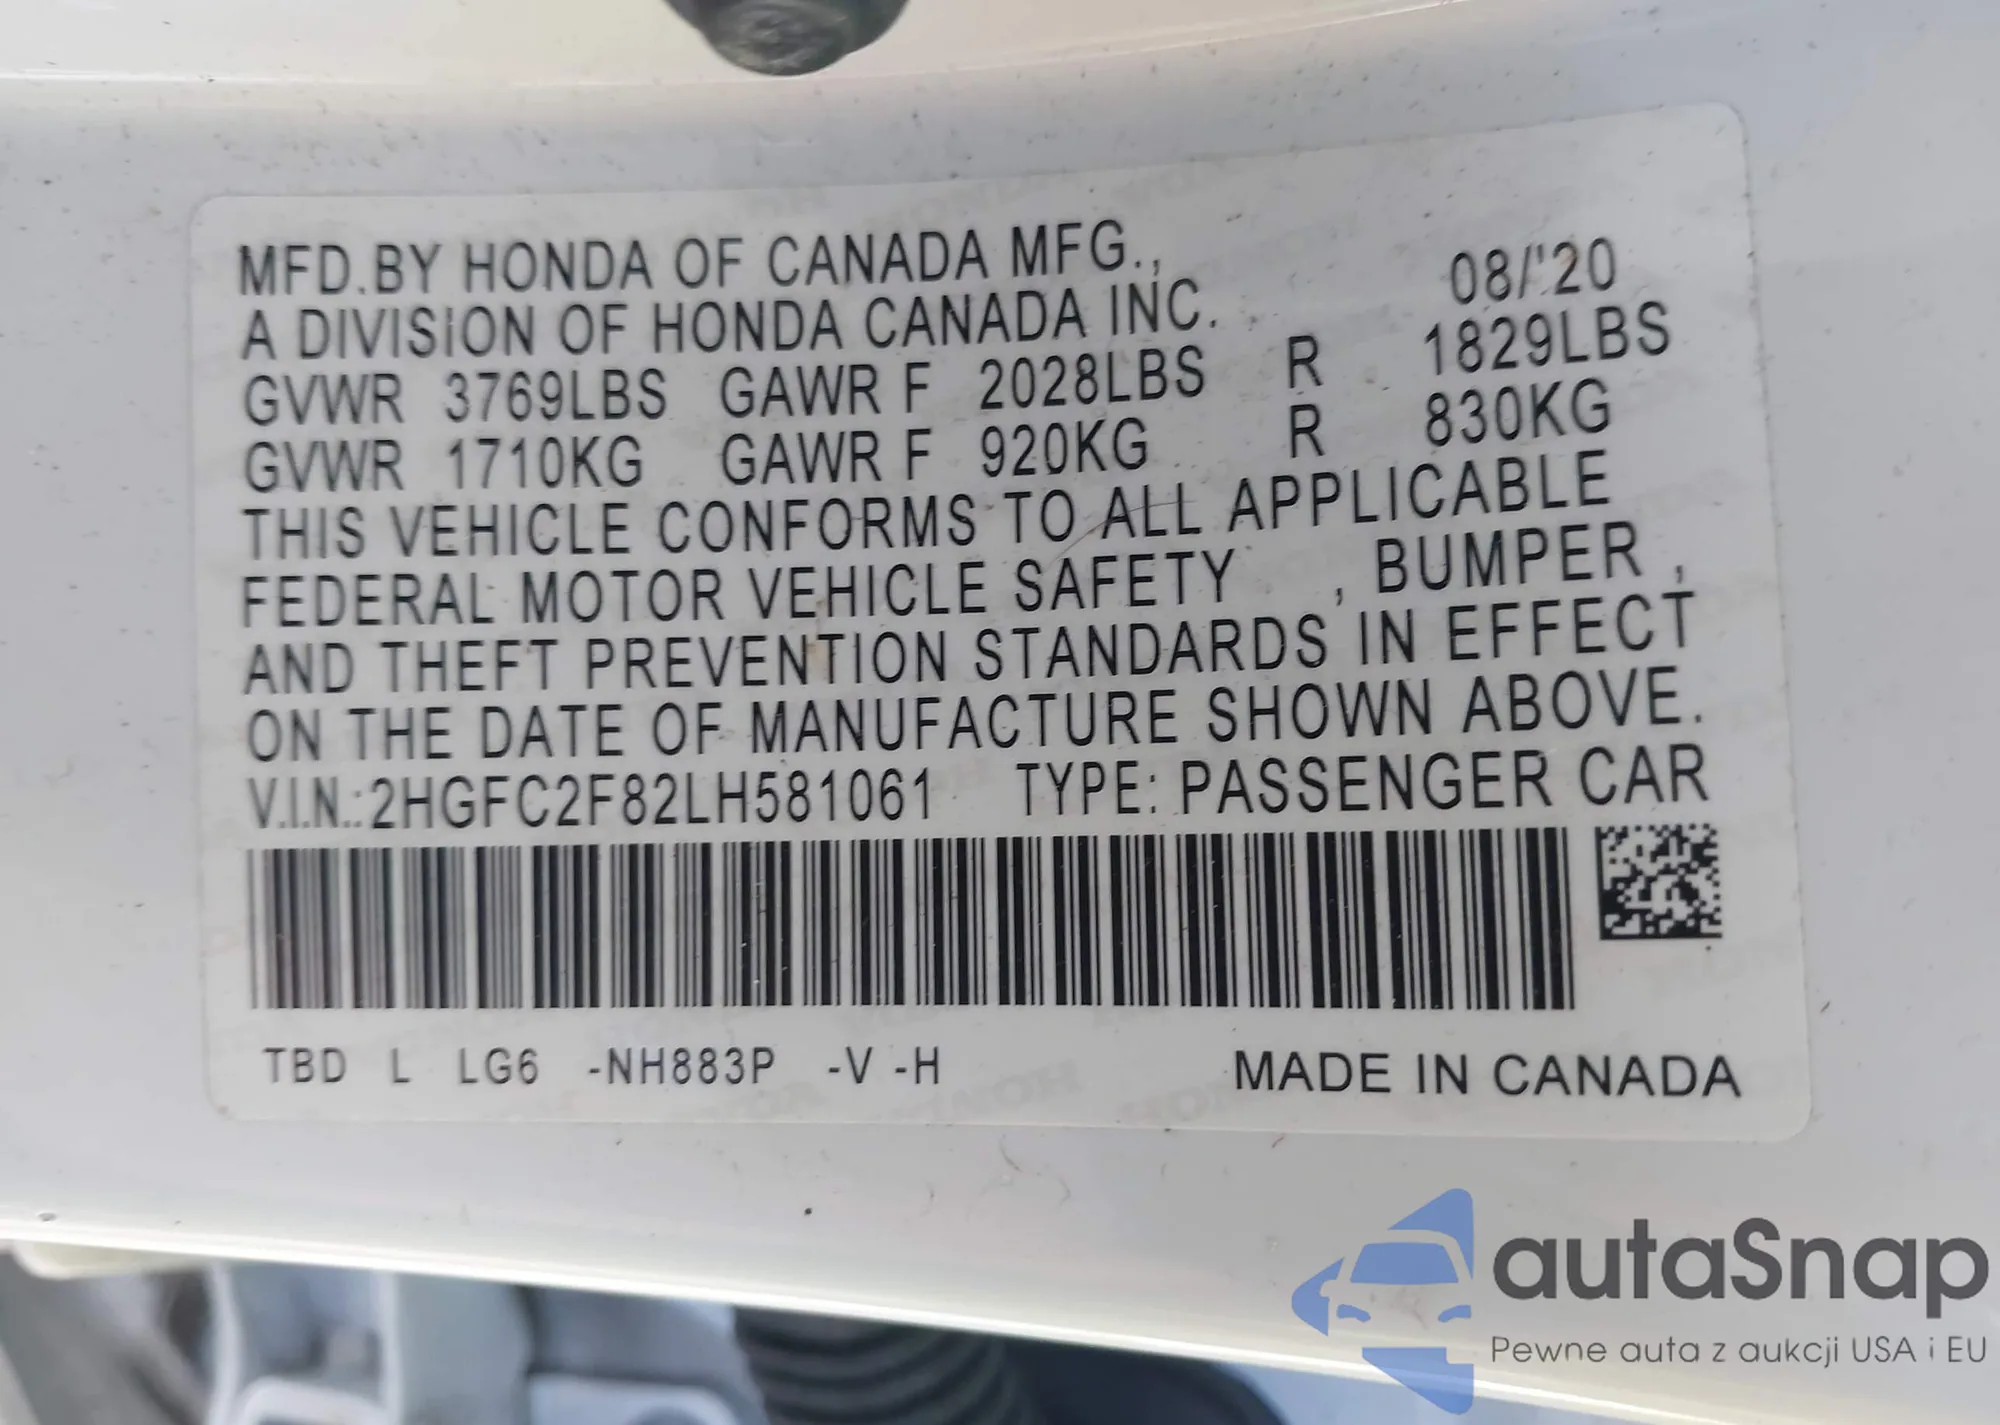 MFD.BY HONDA OF CANADA MFG., 08/'20
A DIVISION OF HONDA CANADA INC.
GVWR 3769LBS GAWR F 2028LBS R 1829LBS
GVWR 1710KG GAWR F 920KG R 830KG
THIS VEHICLE CONFORMS TO ALL APPLICABLE
FEDERAL MOTOR VEHICLE SAFETY , BUMPER ,
AND THEFT PREVENTION STANDARDS IN EFFECT
ON THE DATE OF MANUFACTURE SHOWN ABOVE.
V.I.N.:2HGFC2F82LH581061 TYPE: PASSENGER CAR
TBD L LG6 -NH883P -V -H MADE IN CANADA
autaSnap
Pewne auta z aukcji USA i EU